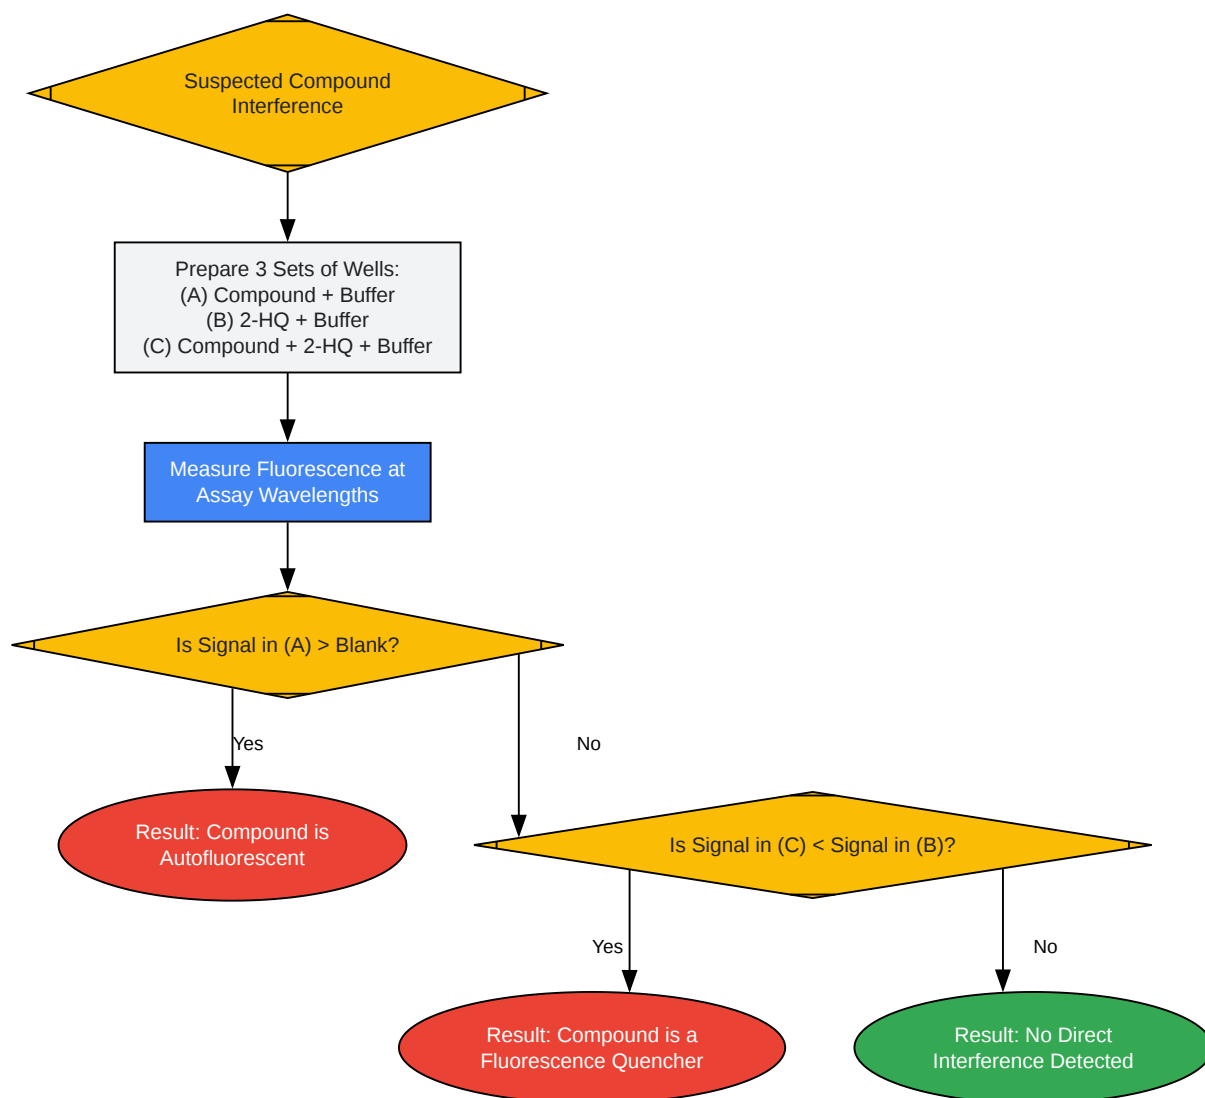 Suspected Compound
Interference
Prepare 3 Sets of Wells:
(A) Compound + Buffer
(B) 2-HQ + Buffer
(C) Compound + 2-HQ + Buffer
Measure Fluorescence at
Assay Wavelengths
Is Signal in (A) > Blank?
Yes
No
Result: Compound is
Autofluorescent
Is Signal in (C) < Signal in (B)?
Yes
No
Result: Compound is a
Fluorescence Quencher
Result: No Direct
Interference Detected